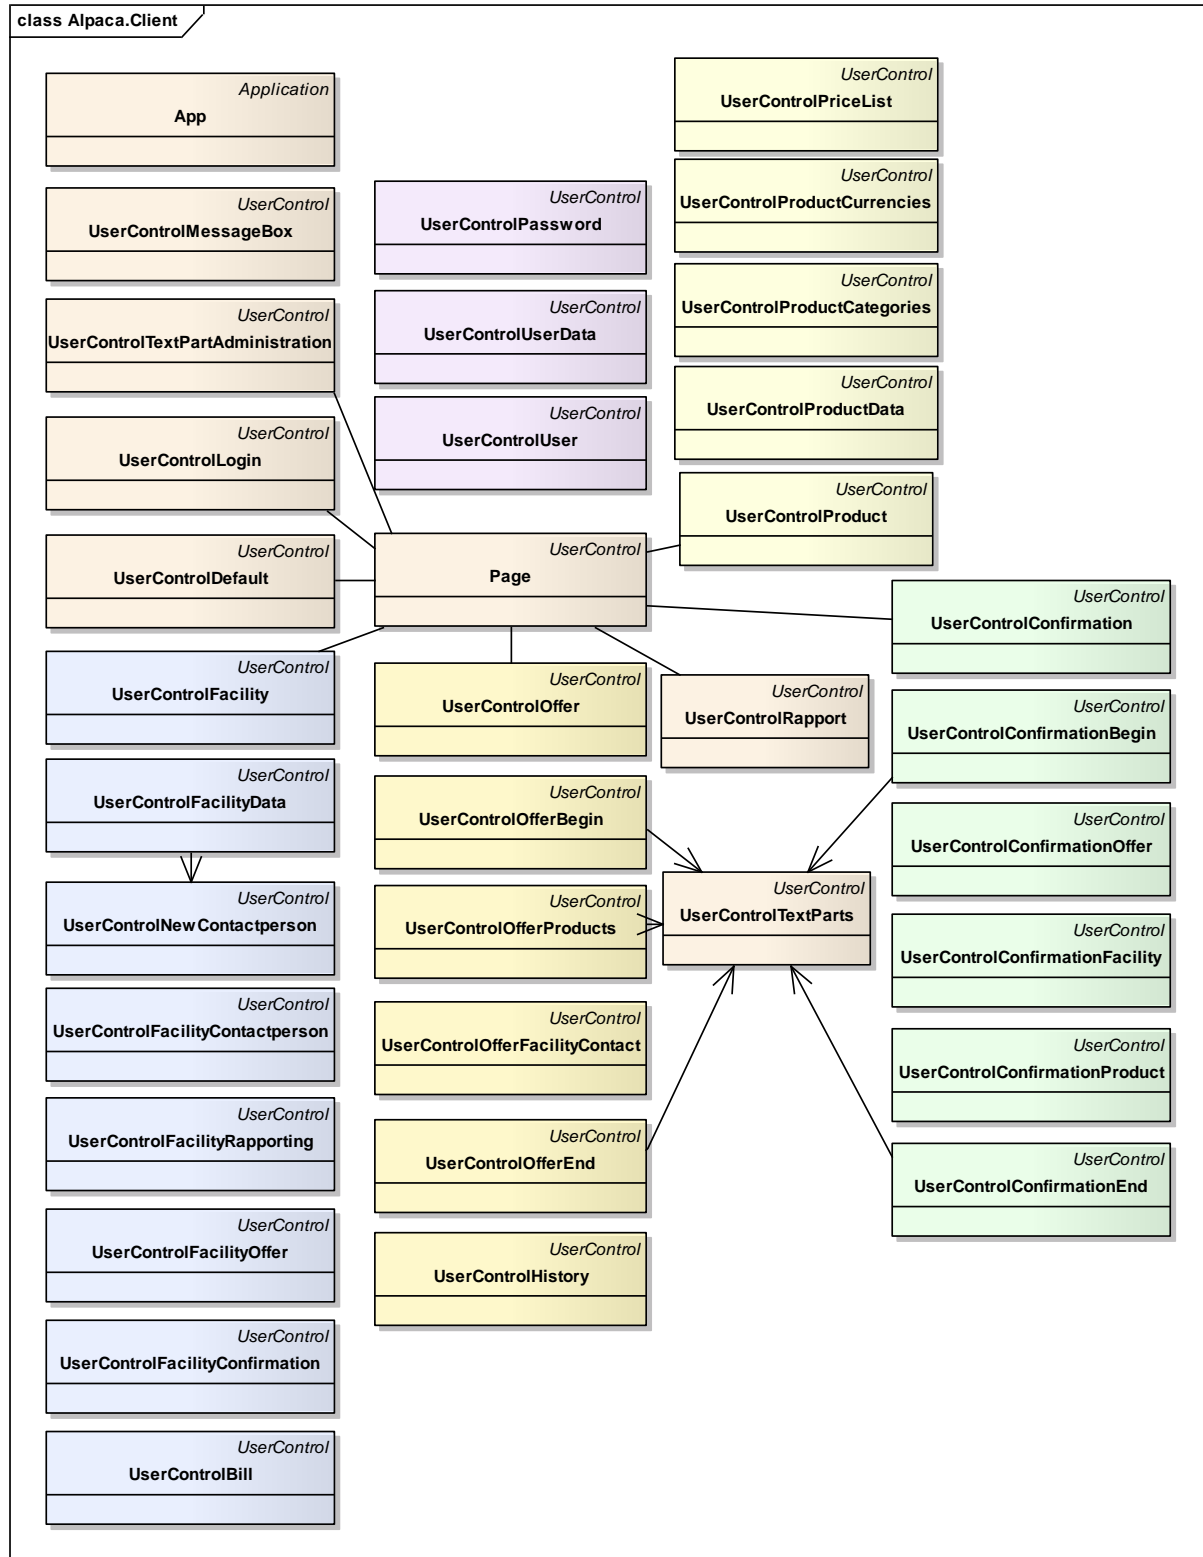 class Alpaca.Client
Application
App
UserControl
UserControlMessageBox
UserControl
UserControlTextPartAdministration
UserControl
UserControlLogin
UserControl
UserControlDefault
UserControl
UserControlFacility
UserControl
UserControlFacilityData
UserControl
UserControlNewContactperson
UserControl
UserControlFacilityContactperson
UserControl
UserControlFacilityRapporting
UserControl
UserControlFacilityOffer
UserControl
UserControlFacilityConfirmation
UserControl
UserControlBill
UserControl
UserControlPassword
UserControl
UserControlUserData
UserControl
UserControlUser
UserControl
Page
UserControl
UserControlOffer
UserControl
UserControlOfferBegin
UserControl
UserControlOfferProducts
UserControl
UserControlOfferFacilityContact
UserControl
UserControlOfferEnd
UserControl
UserControlHistory
UserControl
UserControlPriceList
UserControl
UserControlProductCurrencies
UserControl
UserControlProductCategories
UserControl
UserControlProductData
UserControl
UserControlProduct
UserControl
UserControlRapport
UserControl
UserControlTextParts
UserControl
UserControlConfirmation
UserControl
UserControlConfirmationBegin
UserControl
UserControlConfirmationOffer
UserControl
UserControlConfirmationFacility
UserControl
UserControlConfirmationProduct
UserControl
UserControlConfirmationEnd